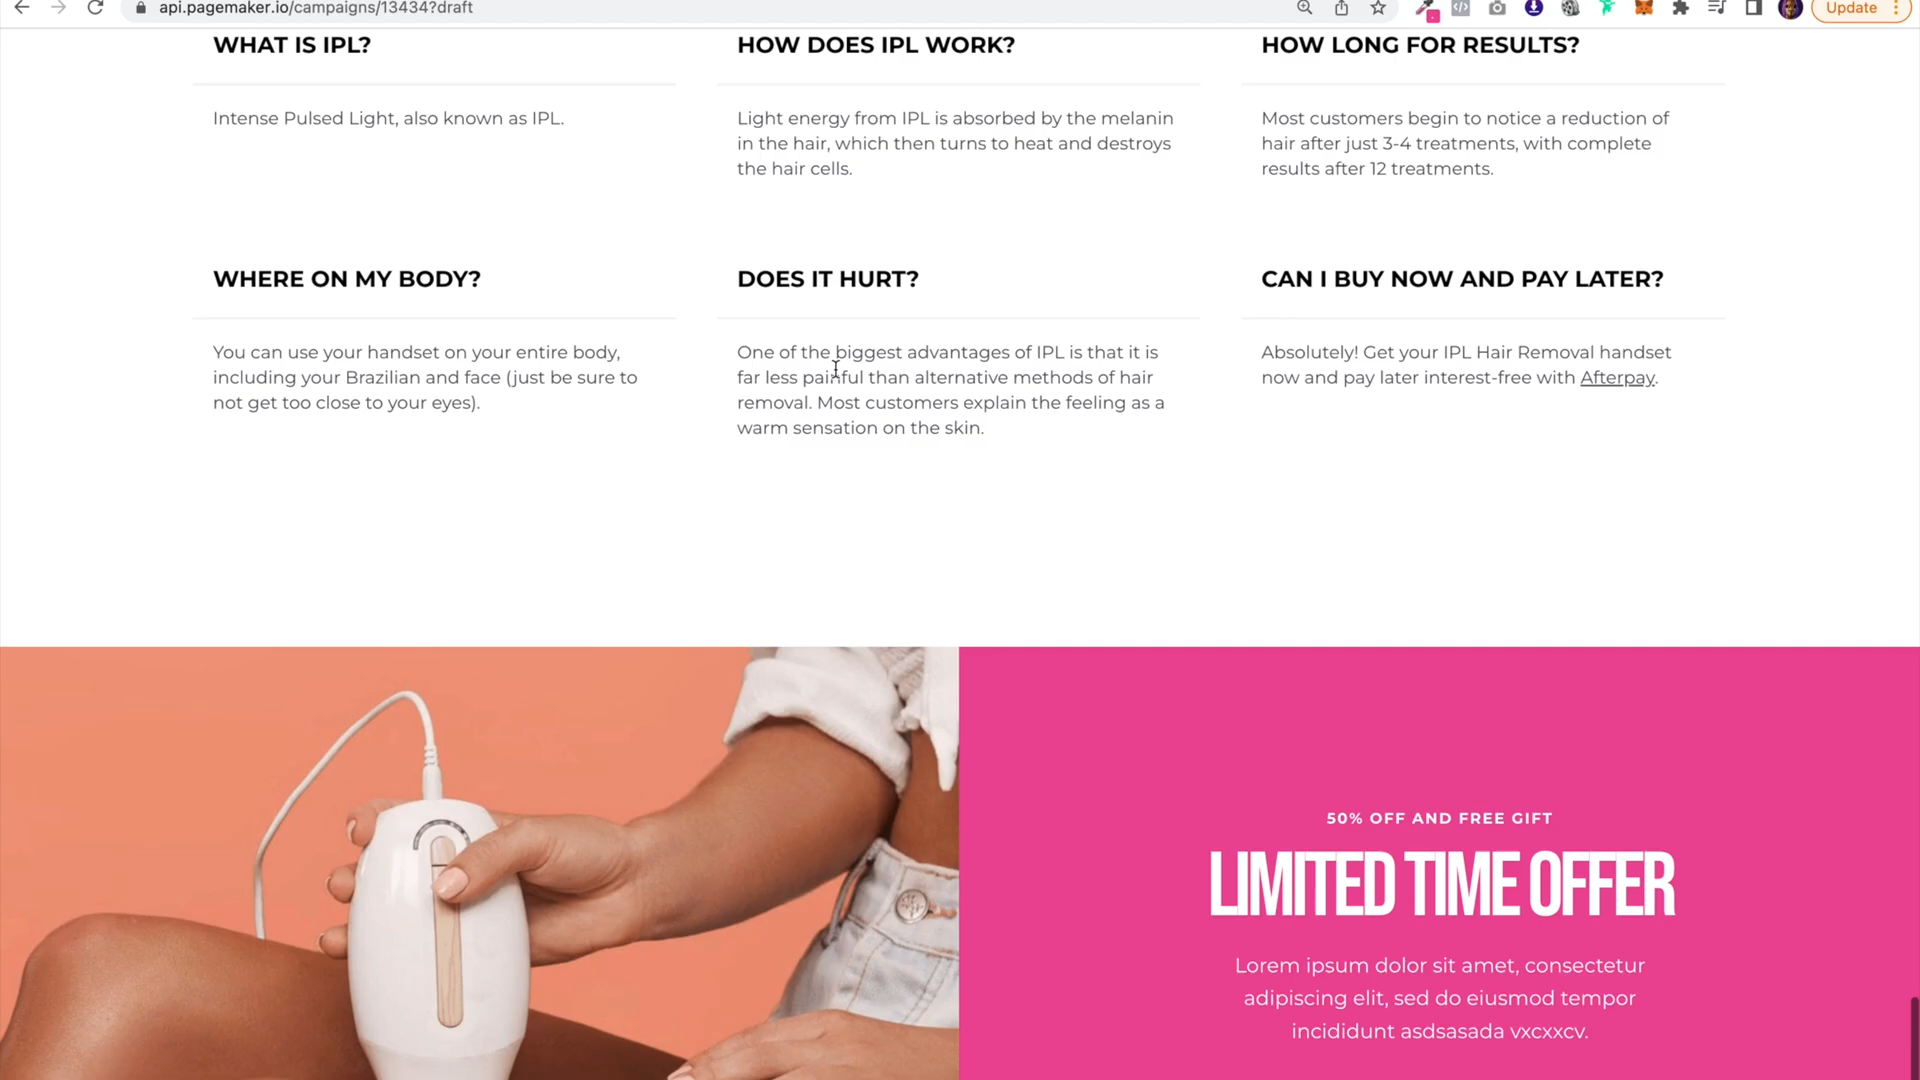 api.pagemaker.io/campaigns/13434?draft
Update
WHAT IS IPL?
Intense Pulsed Light, also known as IPL.
HOW DOES IPL WORK?
Light energy from IPL is absorbed by the melanin
in the hair, which then turns to heat and destroys
the hair cells.
HOW LONG FOR RESULTS?
Most customers begin to notice a reduction of
hair after just 3-4 treatments, with complete
results after 12 treatments.
WHERE ON MY BODY?
You can use your handset on your entire body,
including your Brazilian and face (just be sure to
not get too close to your eyes).
DOES IT HURT?
One of the biggest advantages of IPL is that it is
far less painful than alternative methods of hair
removal. Most customers explain the feeling as a
warm sensation on the skin.
CAN I BUY NOW AND PAY LATER?
Absolutely! Get your IPL Hair Removal handset
now and pay later interest-free with Afterpay.
50% OFF AND FREE GIFT
LIMITED TIME OFFER
Lorem ipsum dolor sit amet, consectetur
adipiscing elit, sed do eiusmod tempor
incididunt asdsasada vxcxxcv.